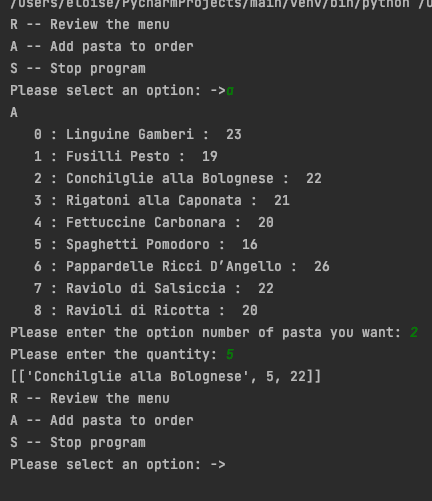 /Users/eloise/PycharmProjects/main/venv/bin/python /u
R -- Review the menu
A -- Add pasta to order
S -- Stop program
Please select an option: ->a
A
0 : Linguine Gamberi :  23
1 : Fusilli Pesto :  19
2 : Conchilglie alla Bolognese :  22
3 : Rigatoni alla Caponata :  21
4 : Fettuccine Carbonara :  20
5 : Spaghetti Pomodoro :  16
6 : Pappardelle Ricci D’Angello :  26
7 : Raviolo di Salsiccia :  22
8 : Ravioli di Ricotta :  20
Please enter the option number of pasta you want: 2
Please enter the quantity: 5
[['Conchilglie alla Bolognese', 5, 22]]
R -- Review the menu
A -- Add pasta to order
S -- Stop program
Please select an option: ->